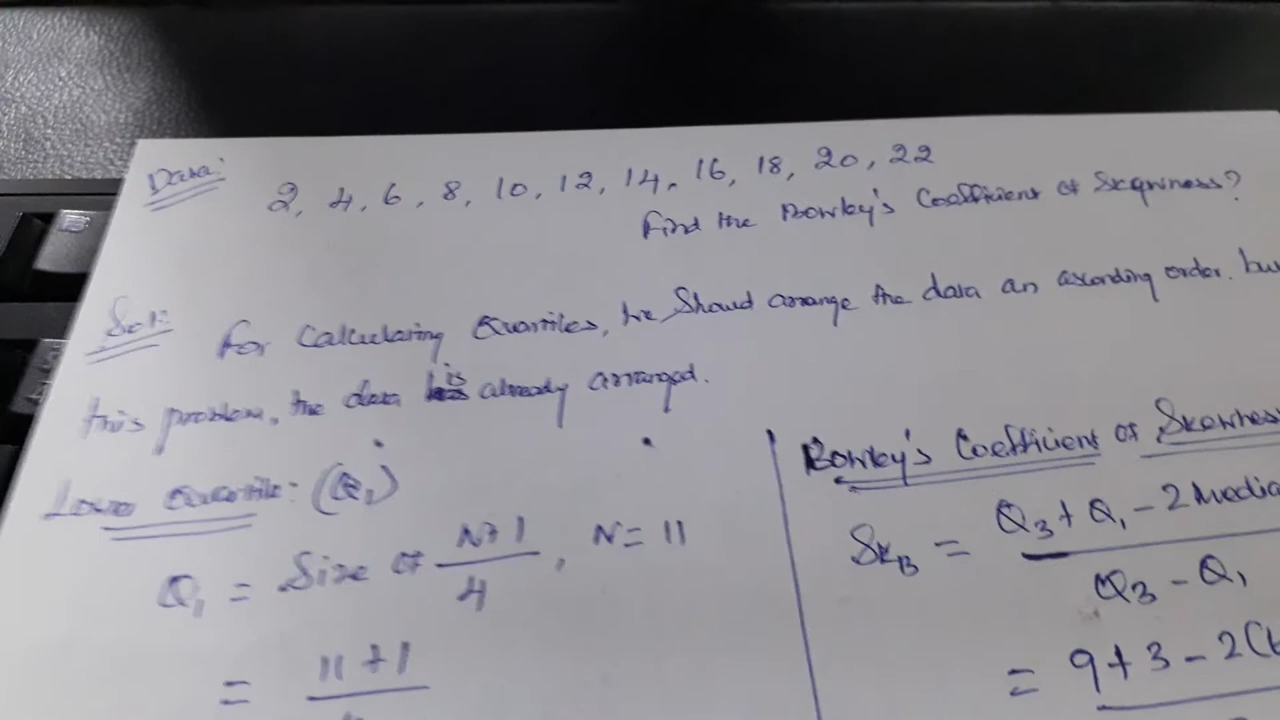 Data:
2, 4, 6, 8, 10, 12, 14, 16, 18, 20, 22
Find the Bowley's Coefficient of Skewness?
Sol:
For Calculating Quartiles, We Should arrange the data an ascending order. but
this problem, the data is already arranged.
Lower Quartile: (Q₁)
Q₁ = Size of N+1/4, N = 11
= 11+1
Bowley's Coefficient of Skewness
SkB = Q₃ + Q₁ - 2 Media / Q₃ - Q₁
= 9+3-2(